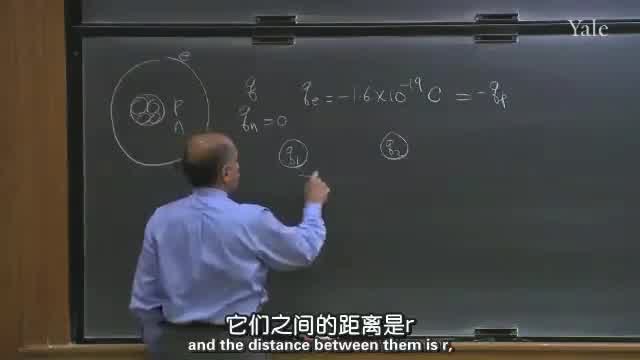 Yale
e
P
n
q
q_n = 0
q_e = -1.6×10^-19 C = -q_p
q_1
q_2
它们之间的距离是r
and the distance between them is r,